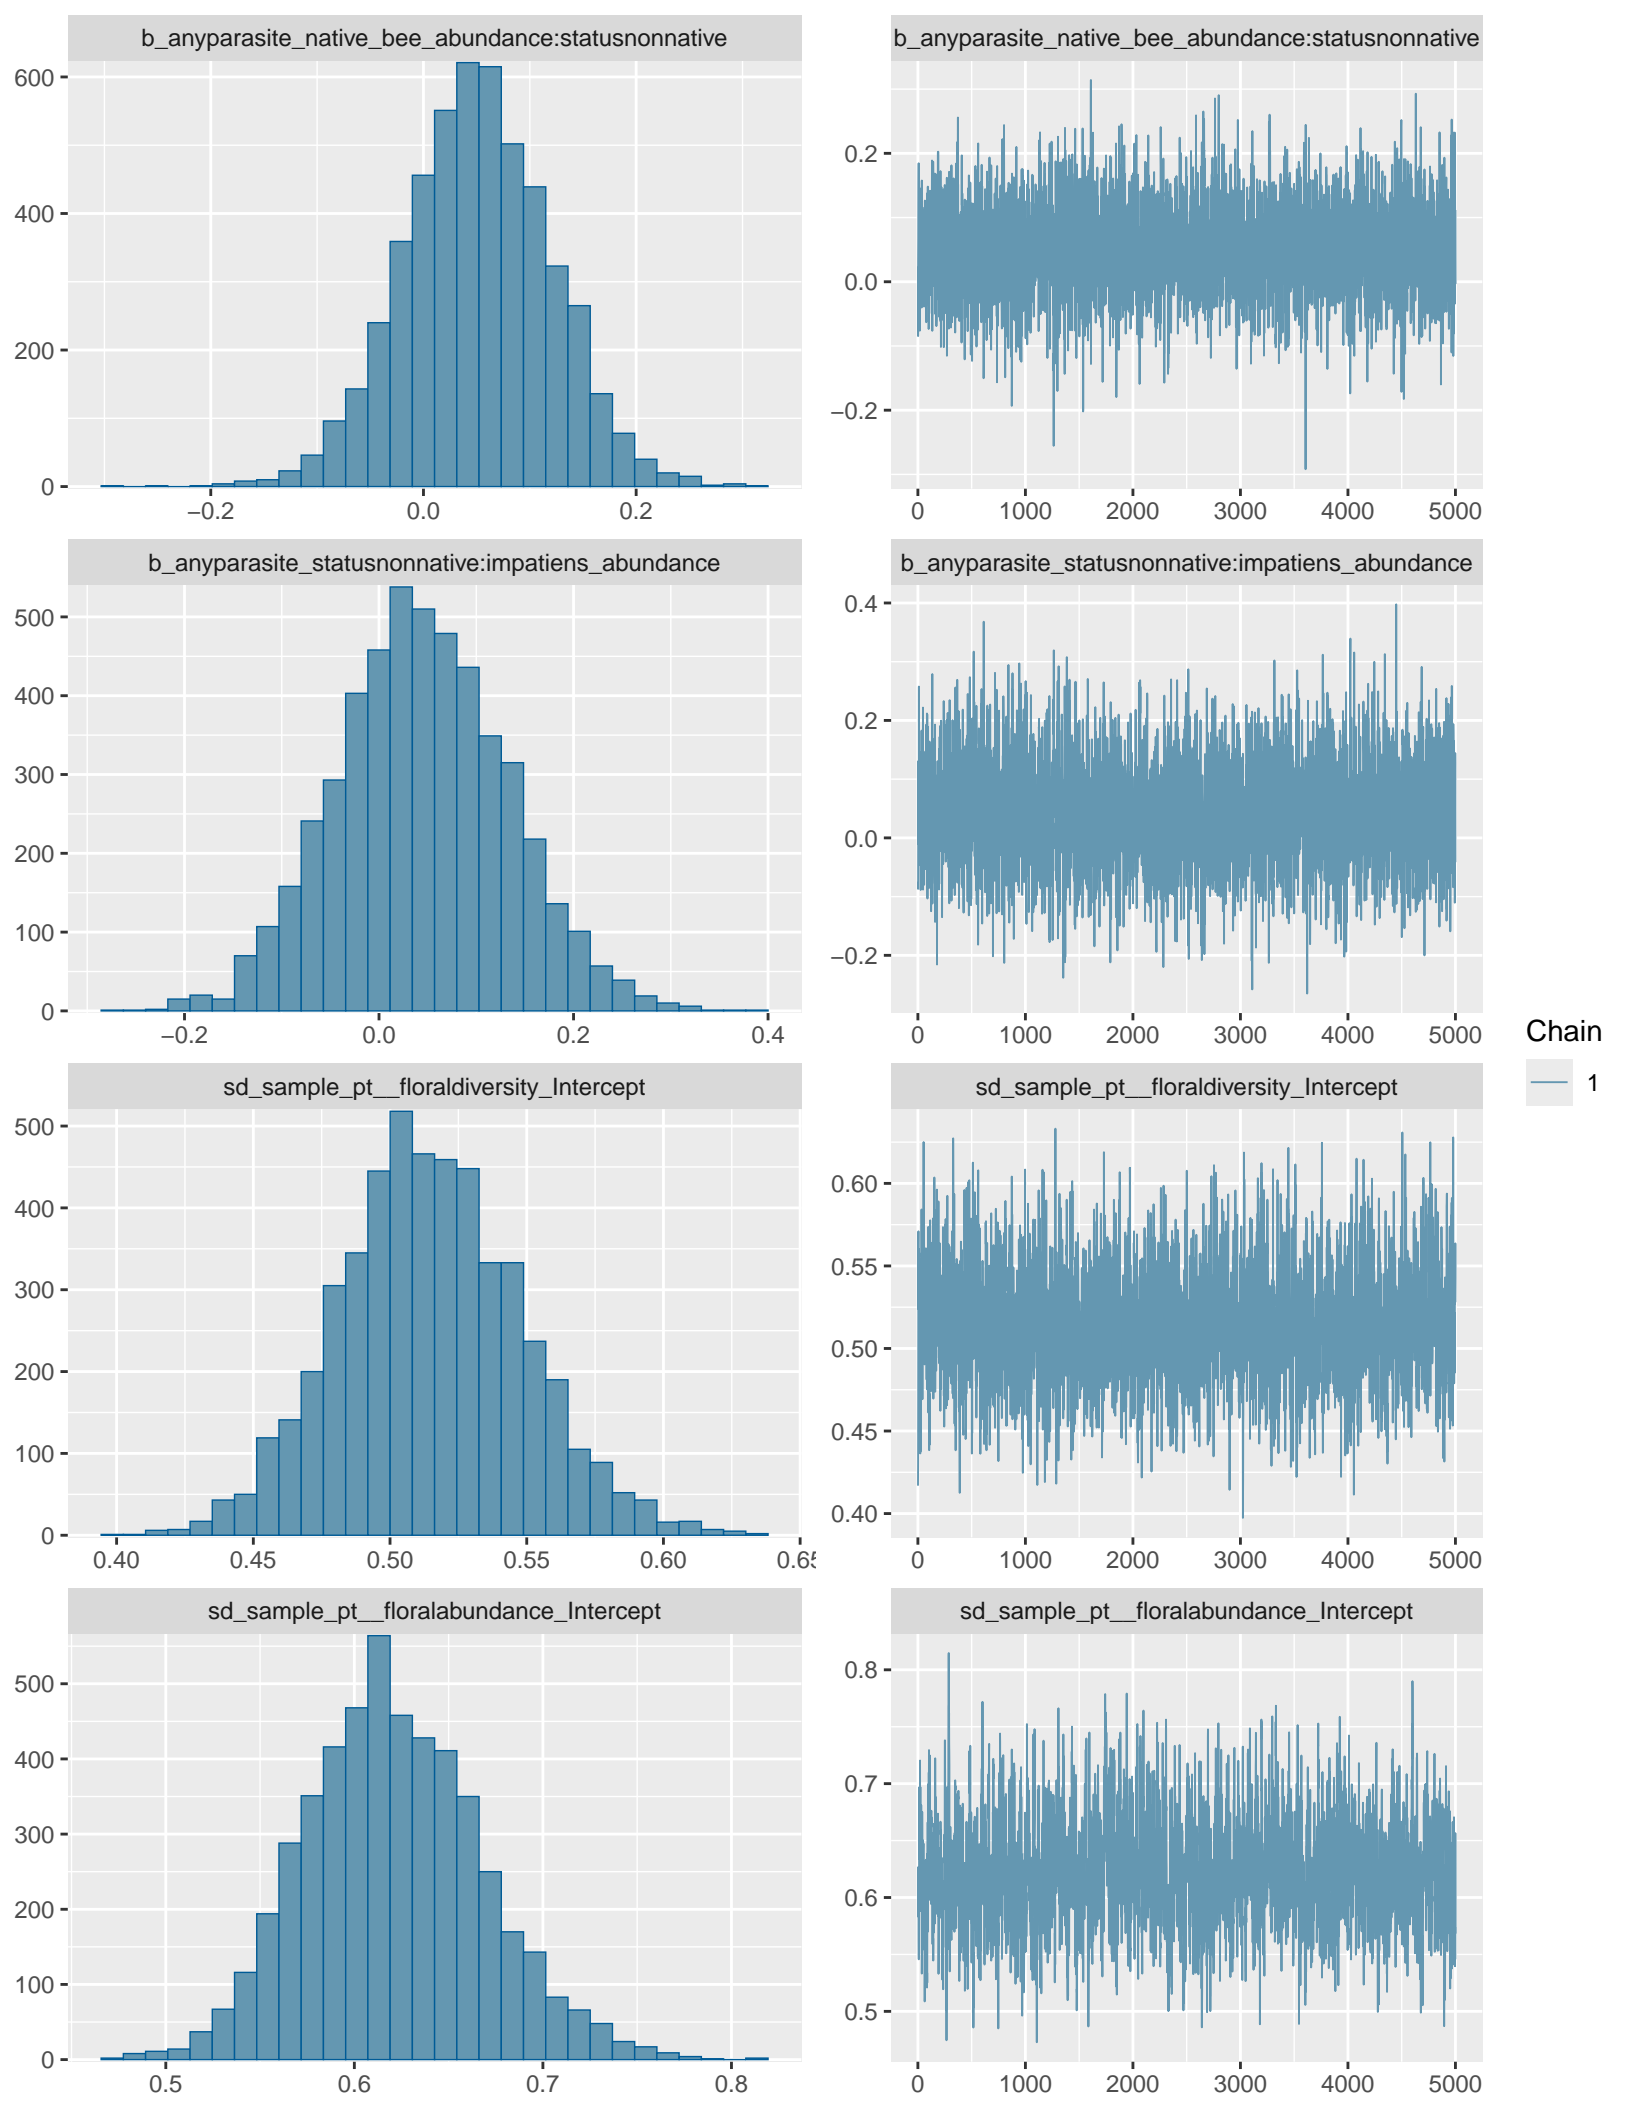 b_anyparasite_native_bee_abundance:statusnonnative
600
400
200
0
−0.2 0.0 0.2
b_anyparasite_native_bee_abundance:statusnonnative
0.2
0.0
−0.2
0 1000 2000 3000 4000 5000
b_anyparasite_statusnonnative:impatiens_abundance
500
400
300
200
100
0
−0.2 0.0 0.2 0.4
b_anyparasite_statusnonnative:impatiens_abundance
0.4
0.2
0.0
−0.2
0 1000 2000 3000 4000 5000
sd_sample_pt__floraldiversity_Intercept
500
400
300
200
100
0
0.40 0.45 0.50 0.55 0.60
sd_sample_pt__floraldiversity_Intercept
0.60
0.55
0.50
0.45
0.40
0 1000 2000 3000 4000 5000
sd_sample_pt__floralabundance_Intercept
500
400
300
200
100
0
0.5 0.6 0.7 0.8
sd_sample_pt__floralabundance_Intercept
0.8
0.7
0.6
0.5
0 1000 2000 3000 4000 5000
Chain
1